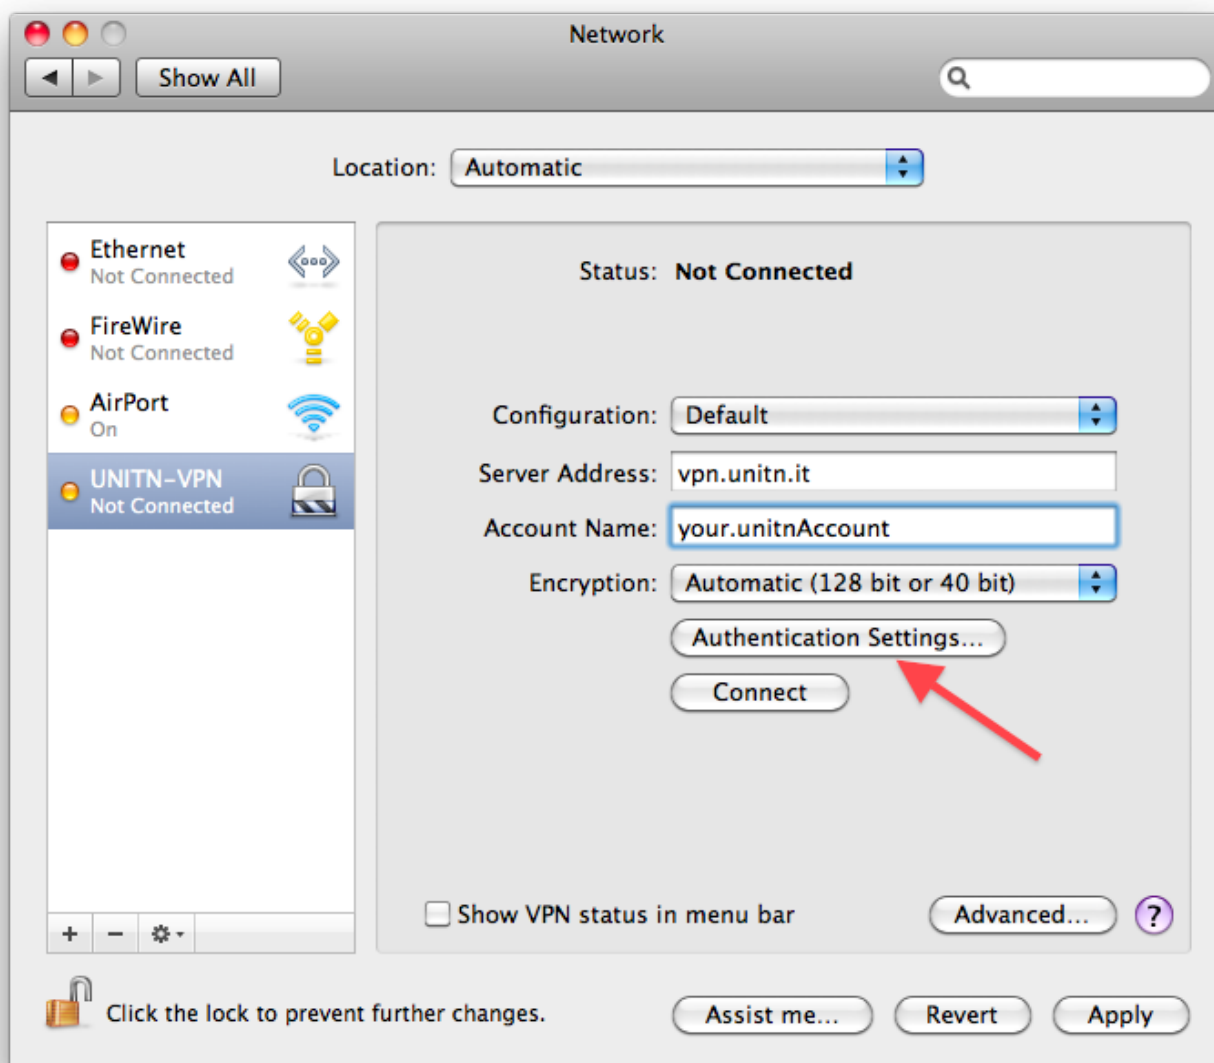 Network
Show All
Location: Automatic
Ethernet
Not Connected
FireWire
Not Connected
AirPort
On
UNITN-VPN
Not Connected
Status: Not Connected
Configuration: Default
Server Address: vpn.unitn.it
Account Name: your.unitnAccount
Encryption: Automatic (128 bit or 40 bit)
Authentication Settings...
Connect
Show VPN status in menu bar
Advanced...
?
Click the lock to prevent further changes.
Assist me...
Revert
Apply